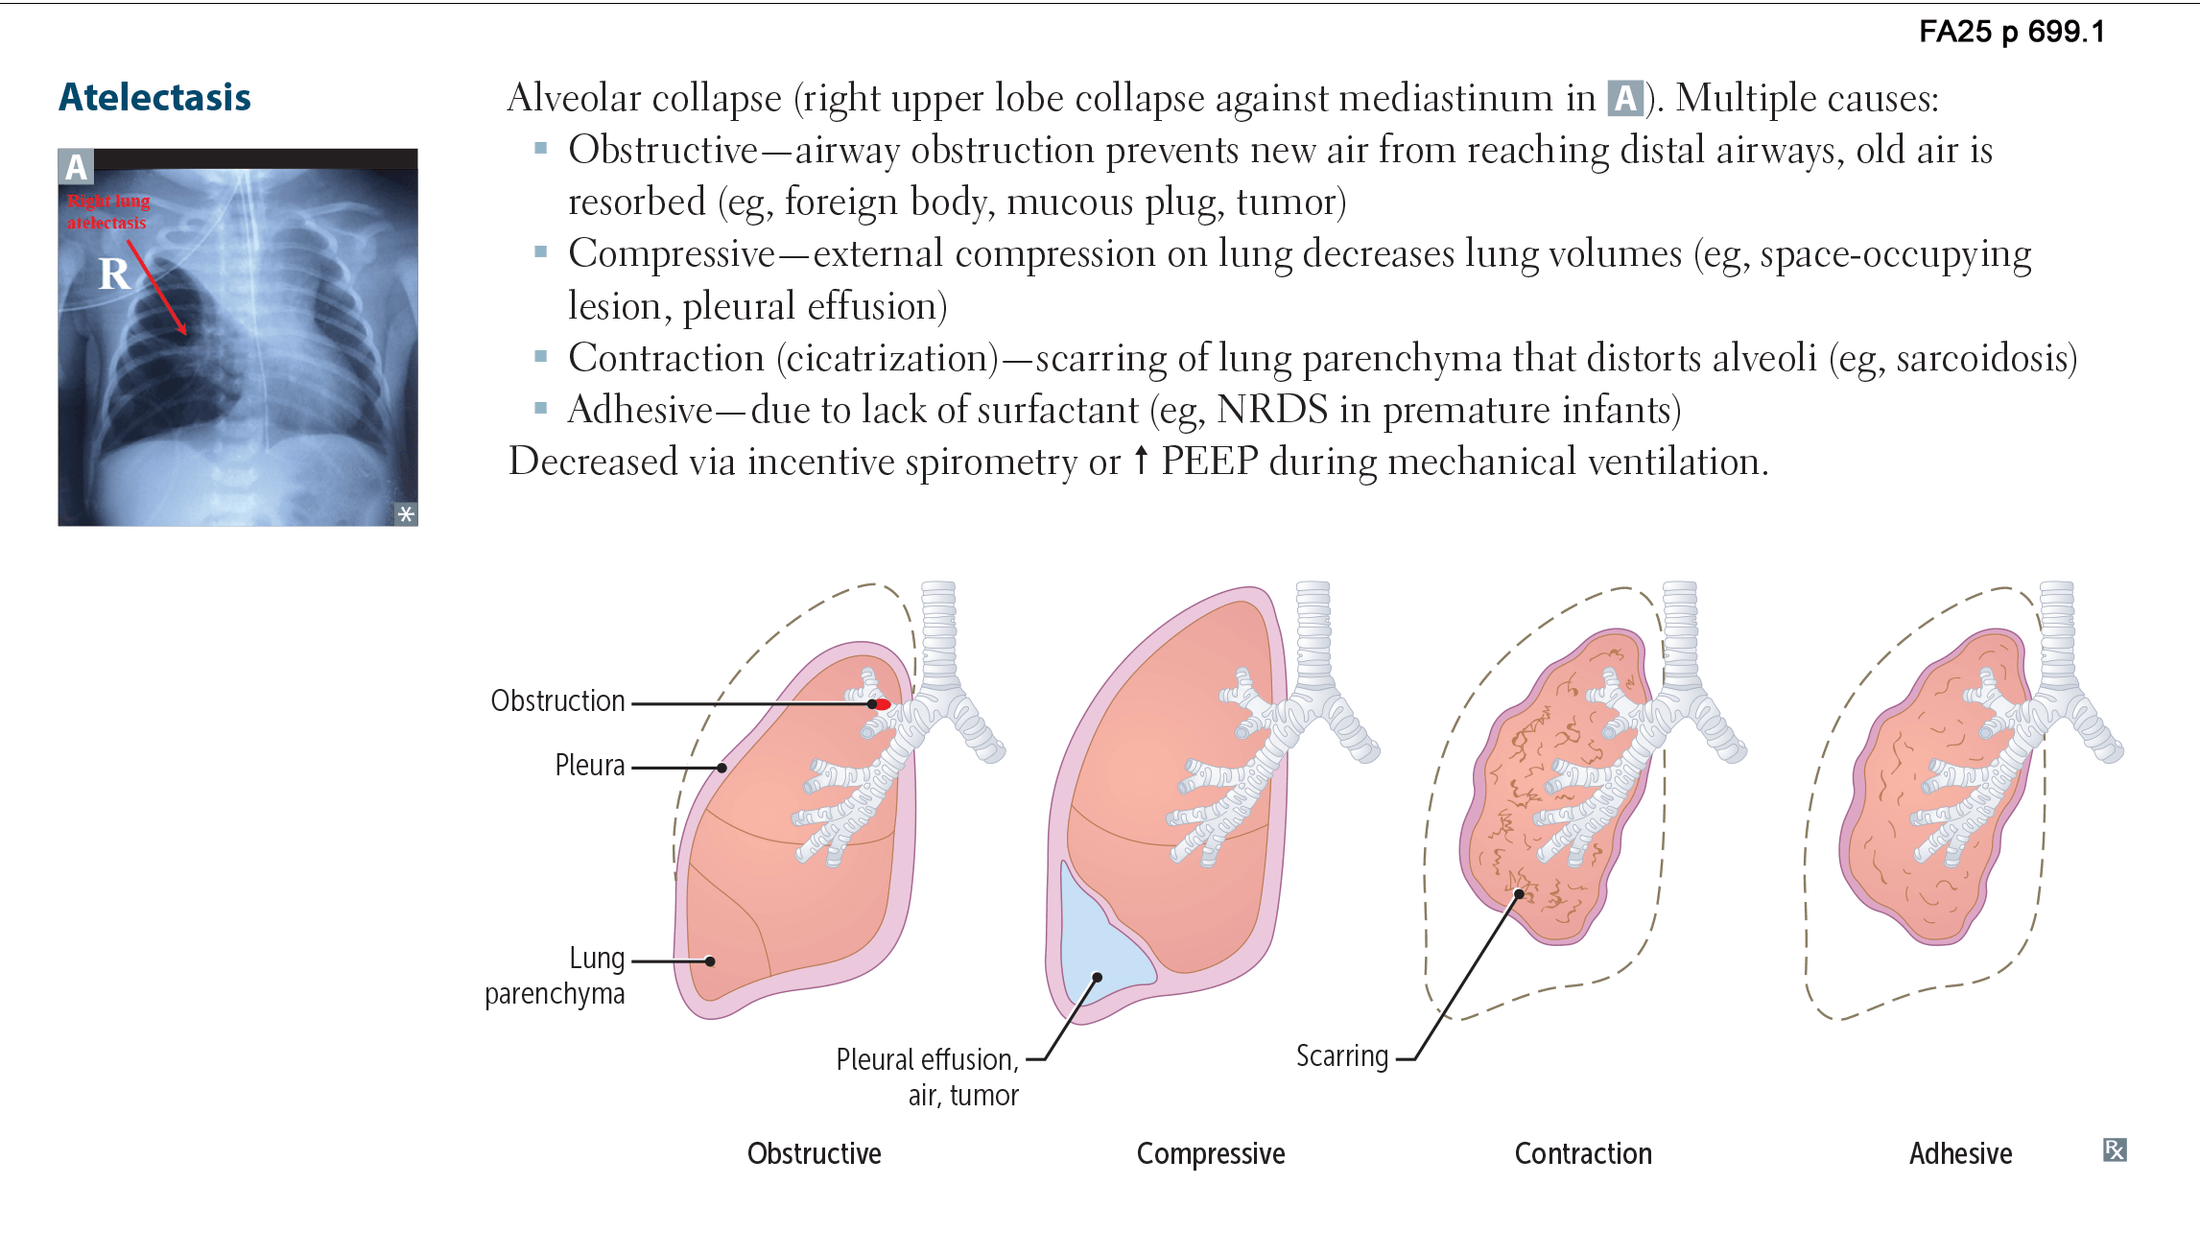 FA25 p 699.1
Atelectasis
Alveolar collapse (right upper lobe collapse against mediastinum in A). Multiple causes:
▪ Obstructive—airway obstruction prevents new air from reaching distal airways, old air is
resorbed (eg, foreign body, mucous plug, tumor)
▪ Compressive—external compression on lung decreases lung volumes (eg, space-occupying
lesion, pleural effusion)
▪ Contraction (cicatrization)—scarring of lung parenchyma that distorts alveoli (eg, sarcoidosis)
▪ Adhesive—due to lack of surfactant (eg, NRDS in premature infants)
Decreased via incentive spirometry or ↑ PEEP during mechanical ventilation.
A
Right lung
atelectasis
R
*
Obstruction
Pleura
Lung
parenchyma
Pleural effusion,
air, tumor
Scarring
Obstructive
Compressive
Contraction
Adhesive
Rx